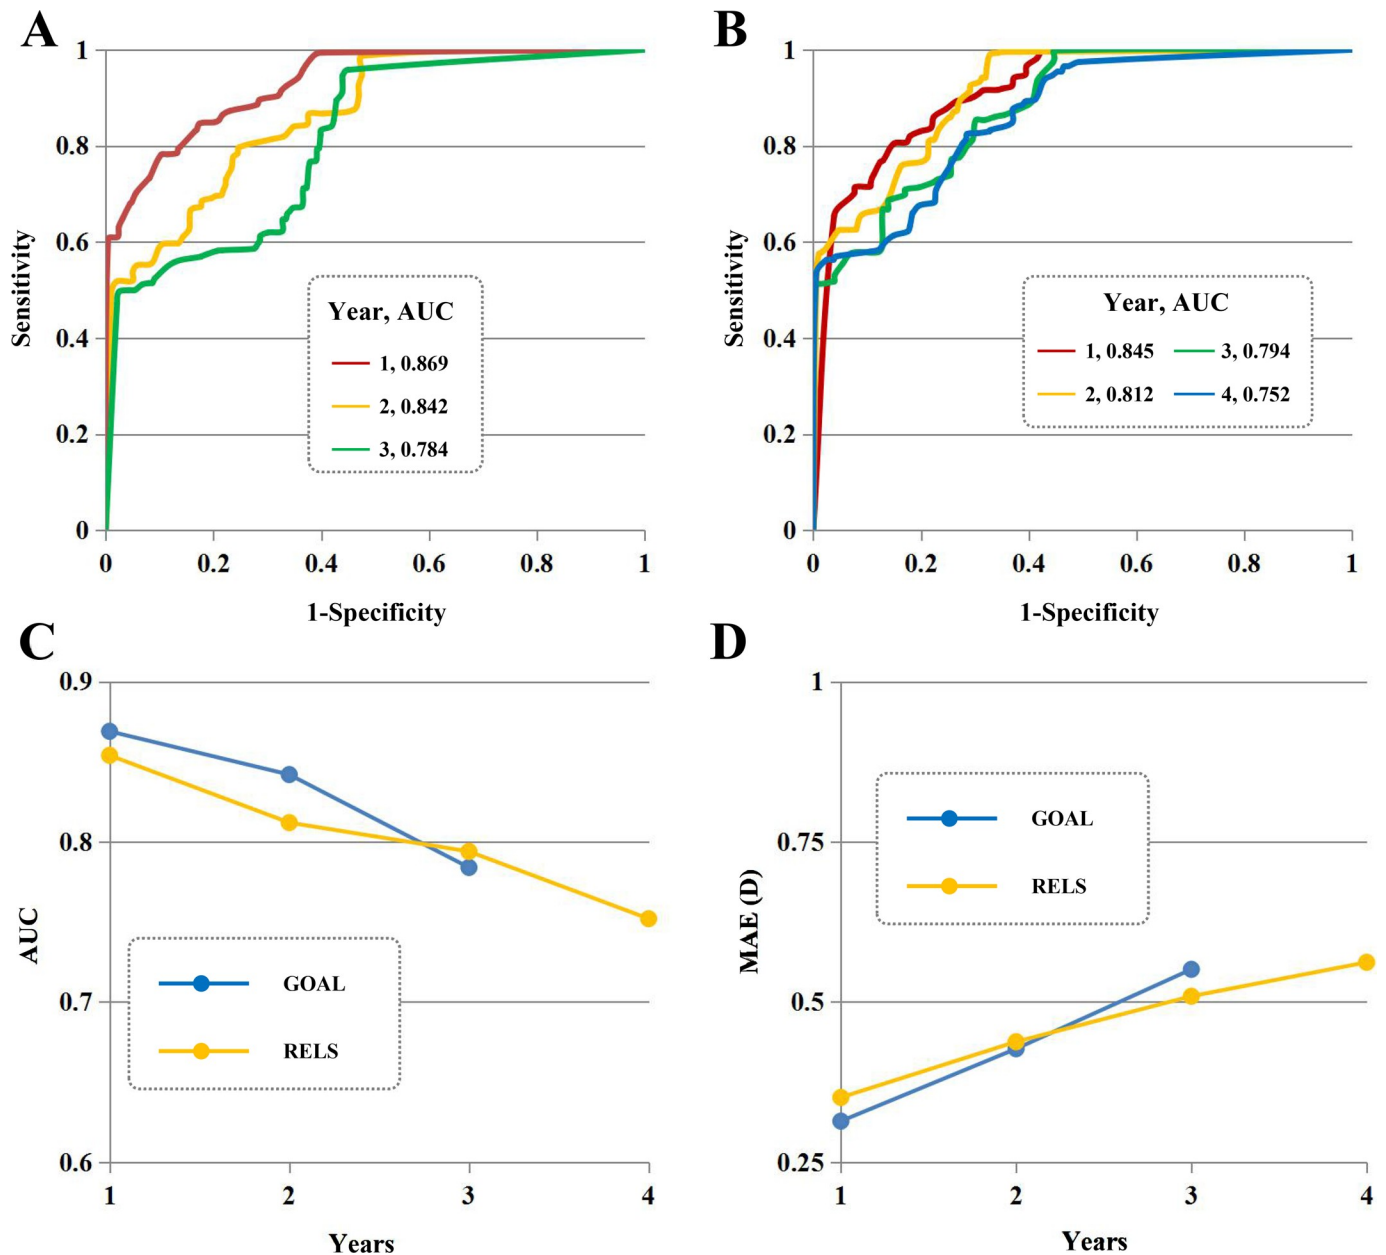 A
1
0.8
0.6
0.4
0.2
0
Sensitivity
Year, AUC
1, 0.869
2, 0.842
3, 0.784
0 0.2 0.4 0.6 0.8 1
1-Specificity
B
1
0.8
0.6
0.4
0.2
0
Sensitivity
Year, AUC
1, 0.845 3, 0.794
2, 0.812 4, 0.752
0 0.2 0.4 0.6 0.8 1
1-Specificity
C
0.9
0.8
0.7
0.6
AUC
GOAL
RELS
1 2 3 4
Years
D
1
0.75
0.5
0.25
MAE (D)
GOAL
RELS
1 2 3 4
Years